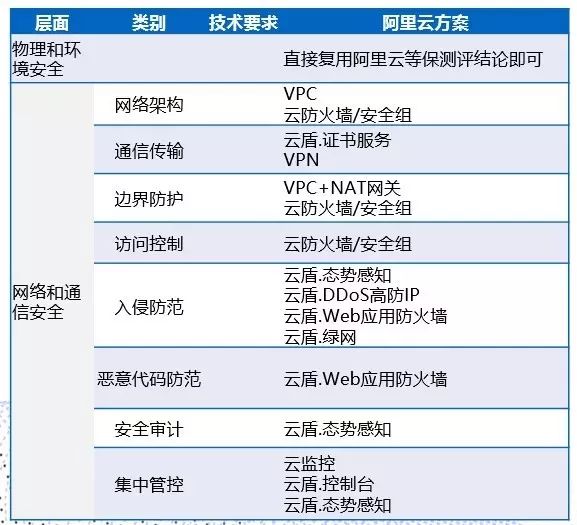 层面 类别 技术要求 阿里云方案
物理和环境安全 直接复用阿里云等保测评结论即可
网络和通信安全
网络架构 VPC
云防火墙/安全组
通信传输 云盾.证书服务
VPN
边界防护 VPC+NAT网关
云防火墙/安全组
访问控制 云防火墙/安全组
入侵防范 云盾.态势感知
云盾.DDoS高防IP
云盾.Web应用防火墙
云盾.绿网
恶意代码防范 云盾.Web应用防火墙
安全审计 云盾.态势感知
集中管控 云监控
云盾.控制台
云盾.态势感知